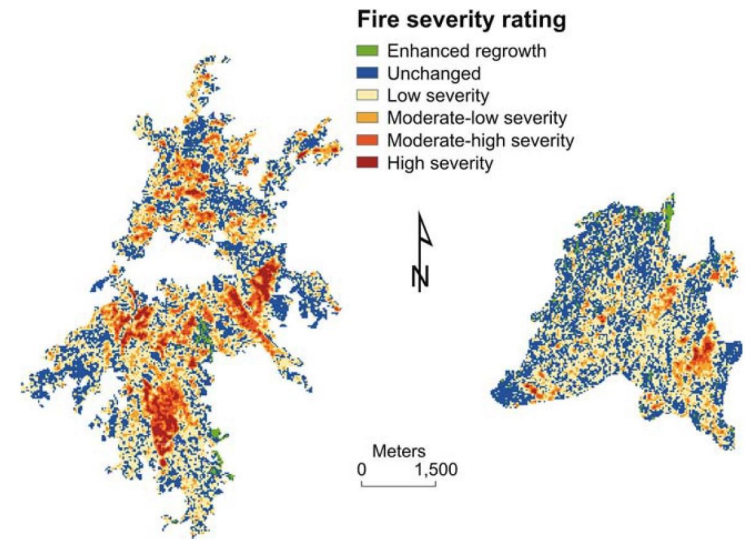 Fire severity rating
Enhanced regrowth
Unchanged
Low severity
Moderate-low severity
Moderate-high severity
High severity
N
Meters
0 1,500